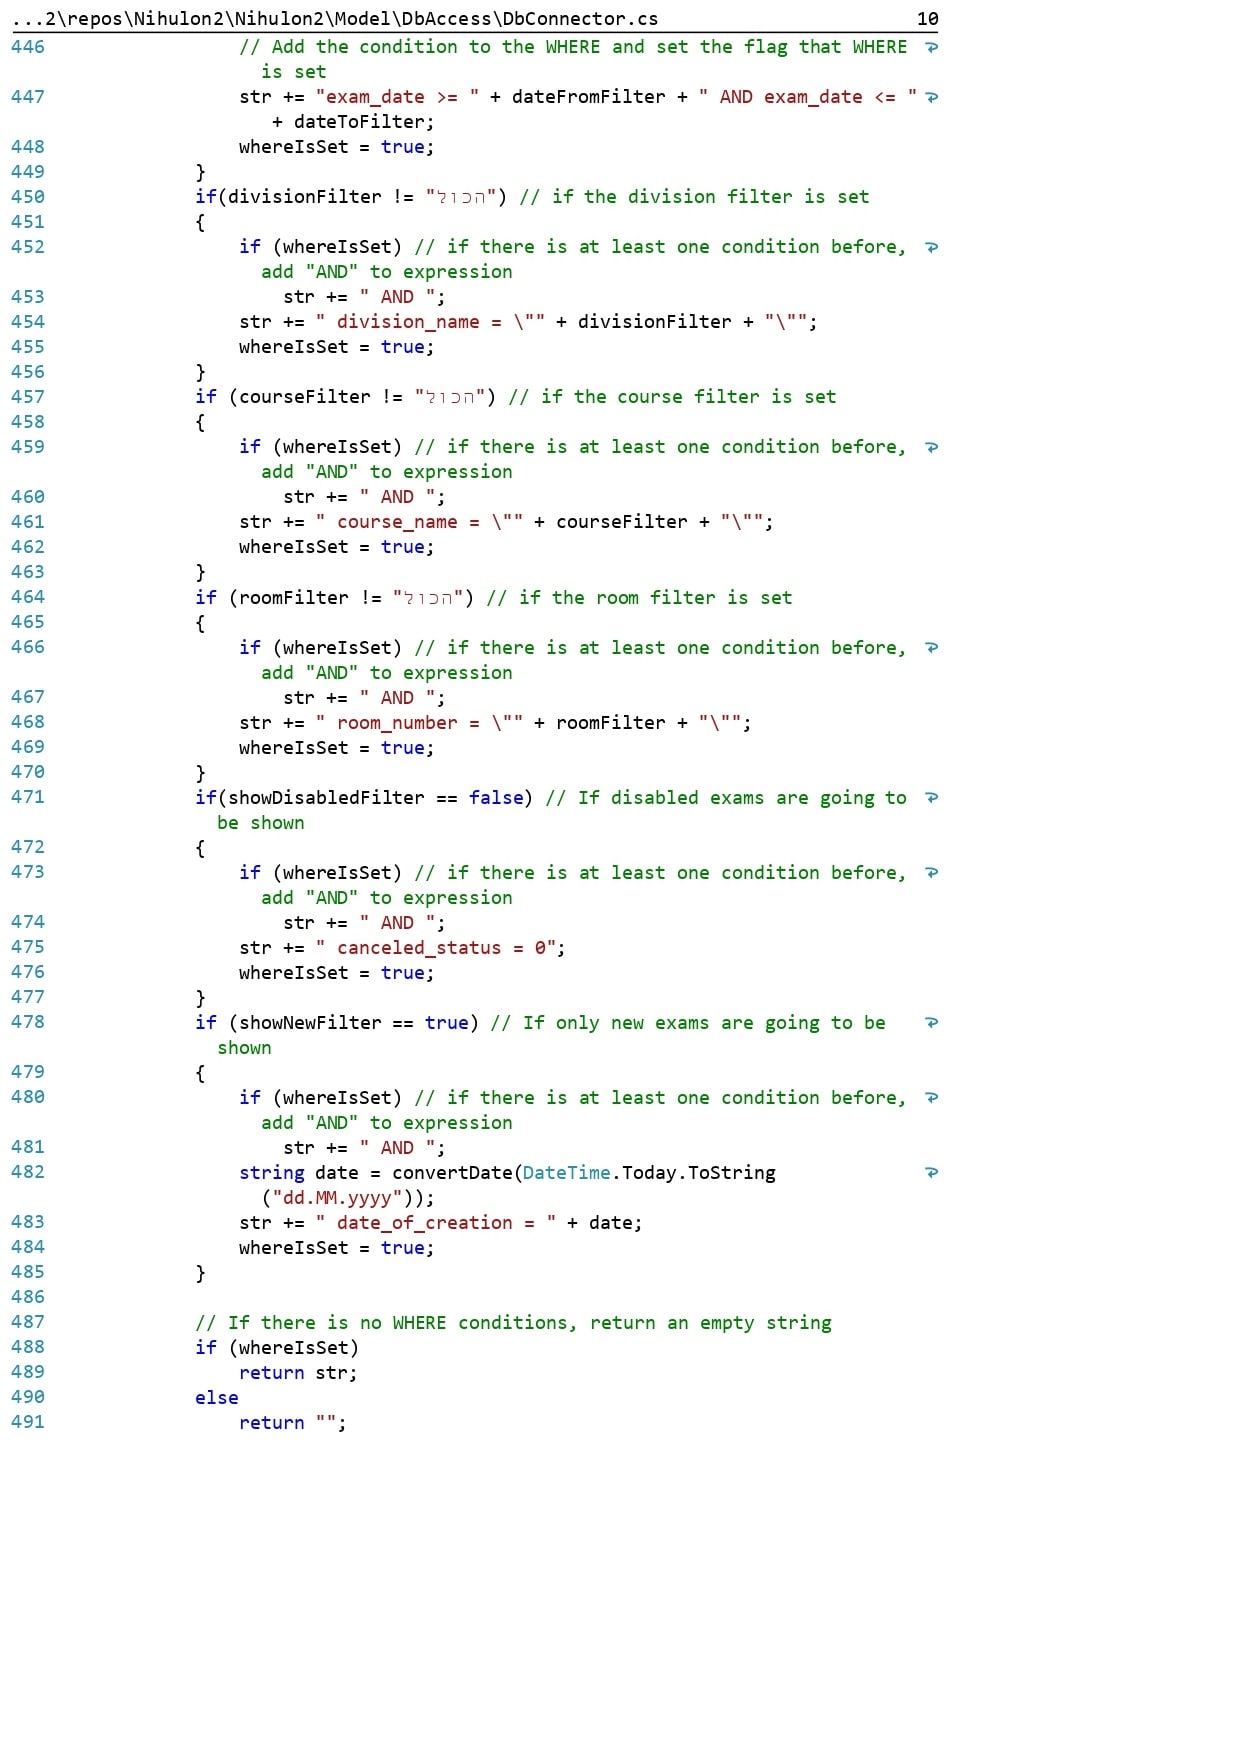 ...2\repos\Nihulon2\Nihulon2\Model\DbAccess\DbConnector.cs 10
446 // Add the condition to the WHERE and set the flag that WHERE
is set
447 str += "exam_date >= " + dateFromFilter + " AND exam_date <= "
+ dateToFilter;
448 whereIsSet = true;
449 }
450 if(divisionFilter != "הכול") // if the division filter is set
451 {
452 if (whereIsSet) // if there is at least one condition before,
add "AND" to expression
453 str += " AND ";
454 str += " division_name = \"" + divisionFilter + "\"";
455 whereIsSet = true;
456 }
457 if (courseFilter != "הכול") // if the course filter is set
458 {
459 if (whereIsSet) // if there is at least one condition before,
add "AND" to expression
460 str += " AND ";
461 str += " course_name = \"" + courseFilter + "\"";
462 whereIsSet = true;
463 }
464 if (roomFilter != "הכול") // if the room filter is set
465 {
466 if (whereIsSet) // if there is at least one condition before,
add "AND" to expression
467 str += " AND ";
468 str += " room_number = \"" + roomFilter + "\"";
469 whereIsSet = true;
470 }
471 if(showDisabledFilter == false) // If disabled exams are going to
be shown
472 {
473 if (whereIsSet) // if there is at least one condition before,
add "AND" to expression
474 str += " AND ";
475 str += " canceled_status = 0";
476 whereIsSet = true;
477 }
478 if (showNewFilter == true) // If only new exams are going to be
shown
479 {
480 if (whereIsSet) // if there is at least one condition before,
add "AND" to expression
481 str += " AND ";
482 string date = convertDate(DateTime.Today.ToString
("dd.MM.yyyy"));
483 str += " date_of_creation = " + date;
484 whereIsSet = true;
485 }
486
487 // If there is no WHERE conditions, return an empty string
488 if (whereIsSet)
489 return str;
490 else
491 return "";